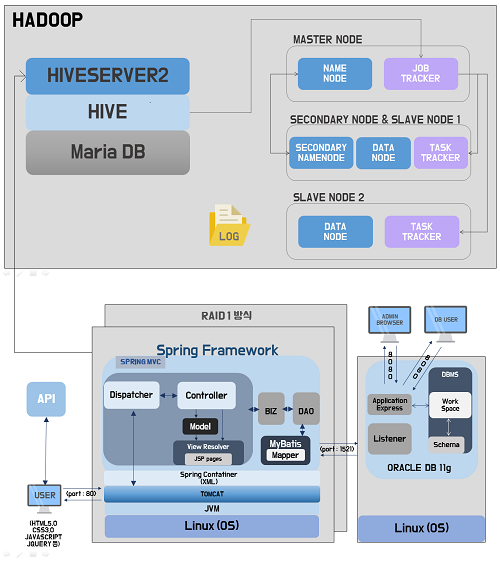 HADOOP
HIVESERVER2
HIVE
Maria DB
MASTER NODE
NAME
NODE
JOB
TRACKER
SECONDARY NODE & SLAVE NODE 1
SECONDARY
NAMENODE
DATA
NODE
TASK
TRACKER
SLAVE NODE 2
DATA
NODE
TASK
TRACKER
LOG
RAID 1 방식
Spring Framework
SPRING MVC
Dispatcher
Controller
Model
View Resolver
JSP pages
BIZ
DAO
MyBatis
Mapper
Spring Contatiner
(XML)
TOMCAT
JVM
Linux (OS)
API
USER
(port : 80)
(HTML5.0
CSS3.0
JAVASCRIPT
JQUERY 등)
(port : 1521)
ADMIN
BROWSER
DB USER
8080
8080
Application
Express
Listener
DBMS
Work
Space
Schema
ORACLE DB 11g
Linux (OS)